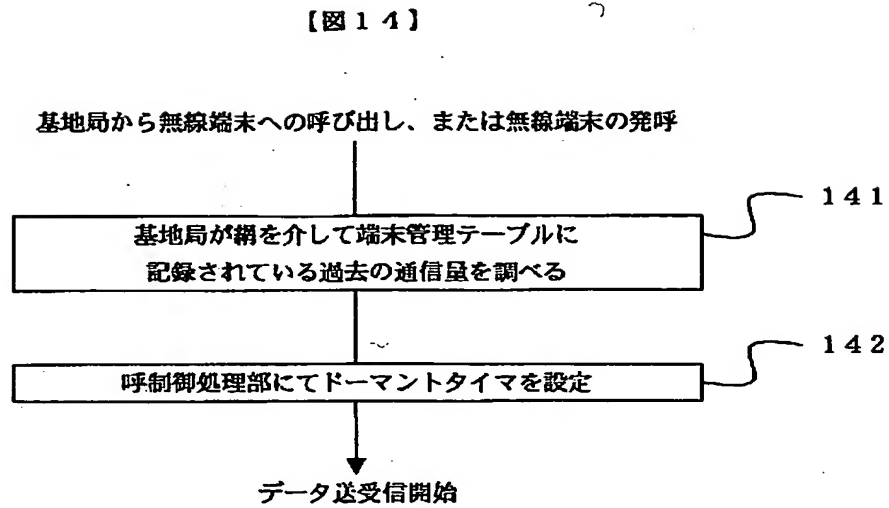 【図１４】
基地局から無線端末への呼び出し、または無線端末の発呼
１４１
基地局が網を介して端末管理テーブルに
記録されている過去の通信量を調べる
１４２
呼制御処理部にてドーマントタイマを設定
データ送受信開始